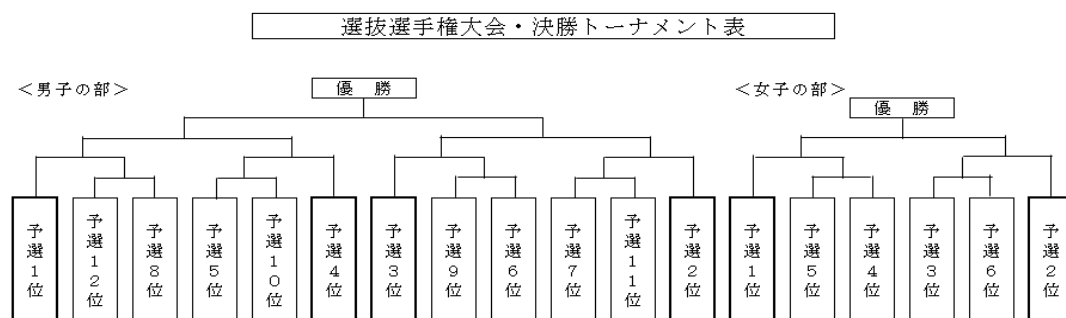 選抜選手権大会・決勝トーナメント表
＜男子の部＞
優　勝
＜女子の部＞
優　勝
予選１位
予選１２位
予選８位
予選５位
予選１０位
予選４位
予選３位
予選９位
予選６位
予選７位
予選１１位
予選２位
予選１位
予選５位
予選４位
予選３位
予選６位
予選２位